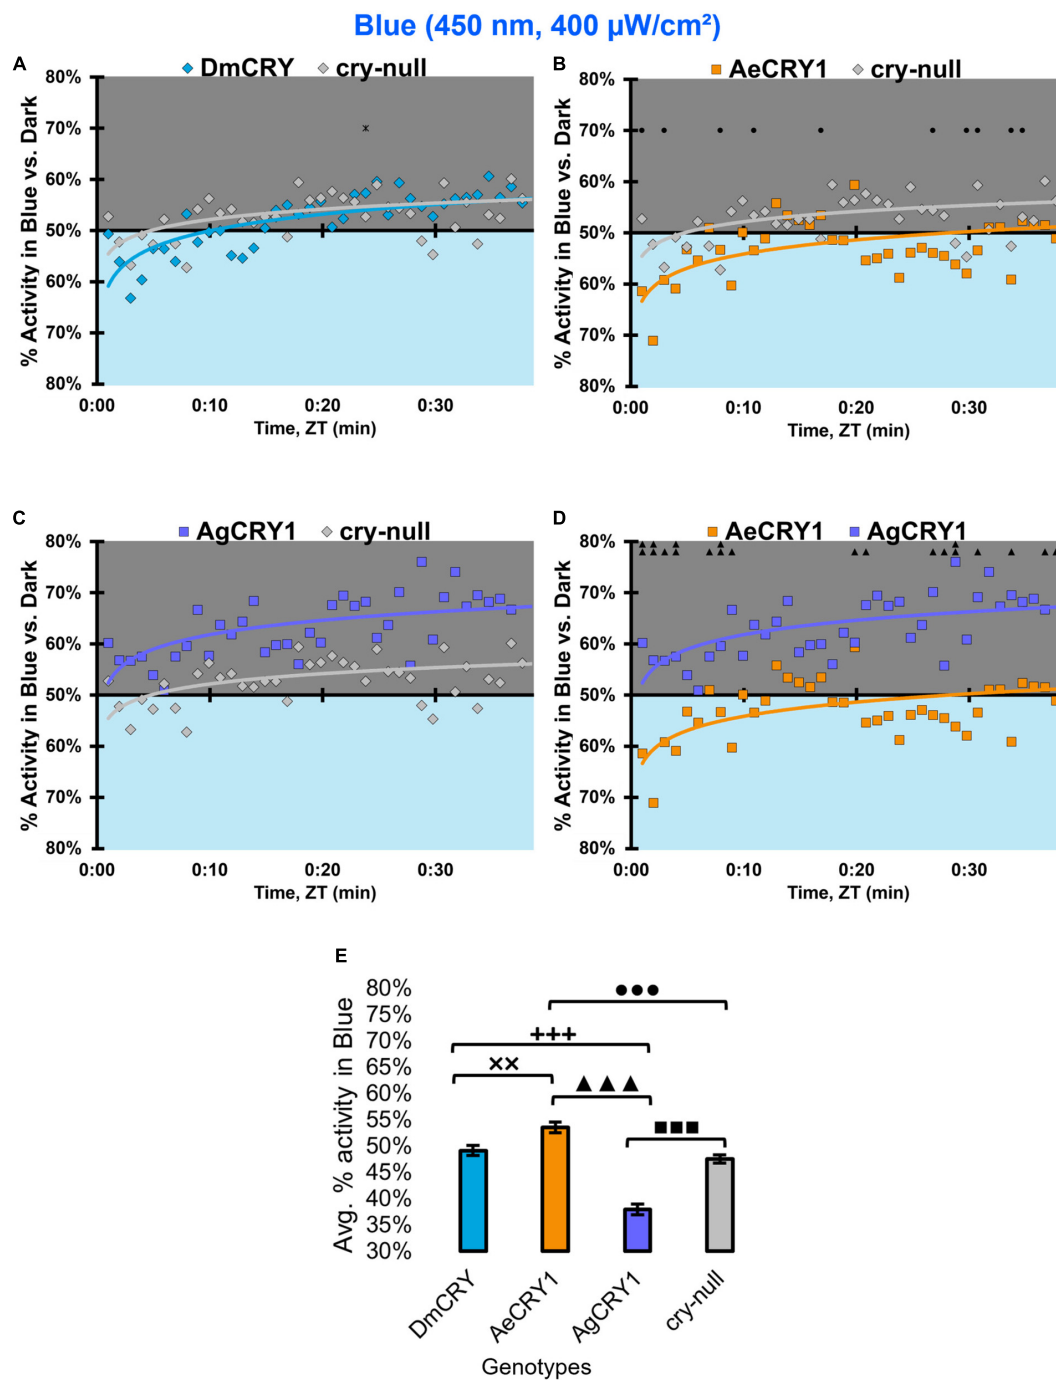 Blue (450 nm, 400 µW/cm²)
A
DmCRY cry-null
% Activity in Blue vs. Dark
80%
70%
60%
50%
60%
70%
80%
0:00 0:10 0:20 0:30
Time, ZT (min)
B
AeCRY1 cry-null
% Activity in Blue vs. Dark
80%
70%
60%
50%
60%
70%
80%
0:00 0:10 0:20 0:30
Time, ZT (min)
C
AgCRY1 cry-null
% Activity in Blue vs. Dark
80%
70%
60%
50%
60%
70%
80%
0:00 0:10 0:20 0:30
Time, ZT (min)
D
AeCRY1 AgCRY1
% Activity in Blue vs. Dark
80%
70%
60%
50%
60%
70%
80%
0:00 0:10 0:20 0:30
Time, ZT (min)
E
Avg. % activity in Blue
80%
75%
70%
65%
60%
55%
50%
45%
40%
35%
30%
+++
××
DmCRY AeCRY1 AgCRY1 cry-null
Genotypes